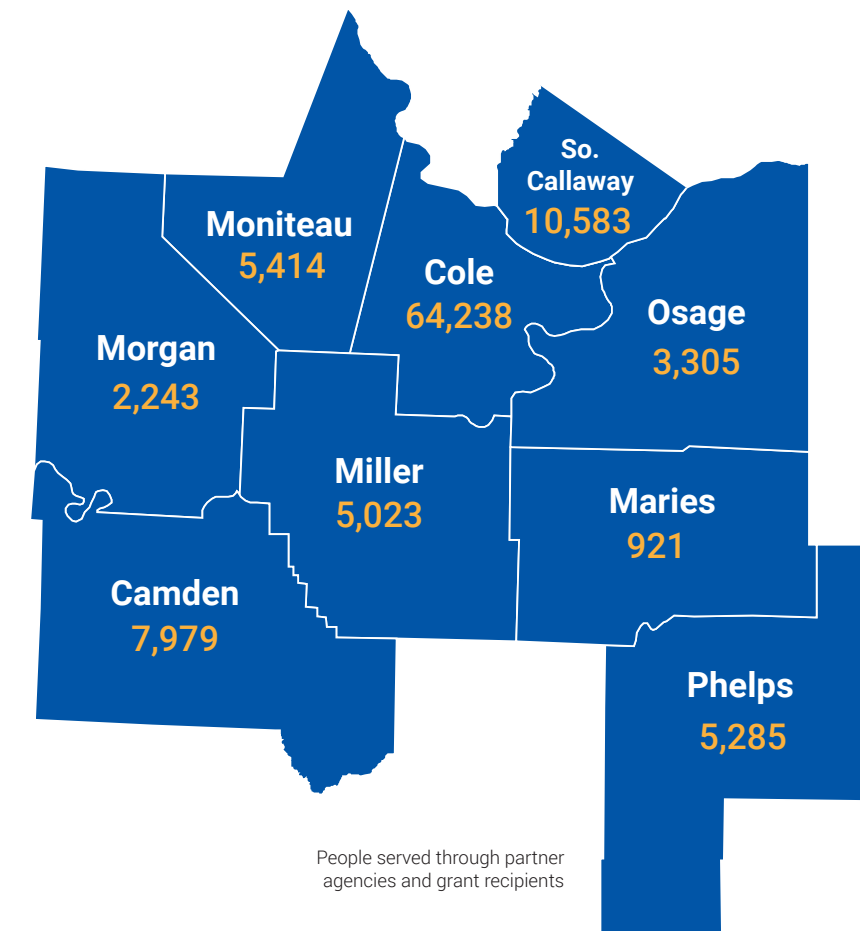 So.
Callaway
10,583
Moniteau
5,414
Cole
64,238
Osage
3,305
Morgan
2,243
Miller
5,023
Maries
921
Camden
7,979
Phelps
5,285
People served through partner
agencies and grant recipients